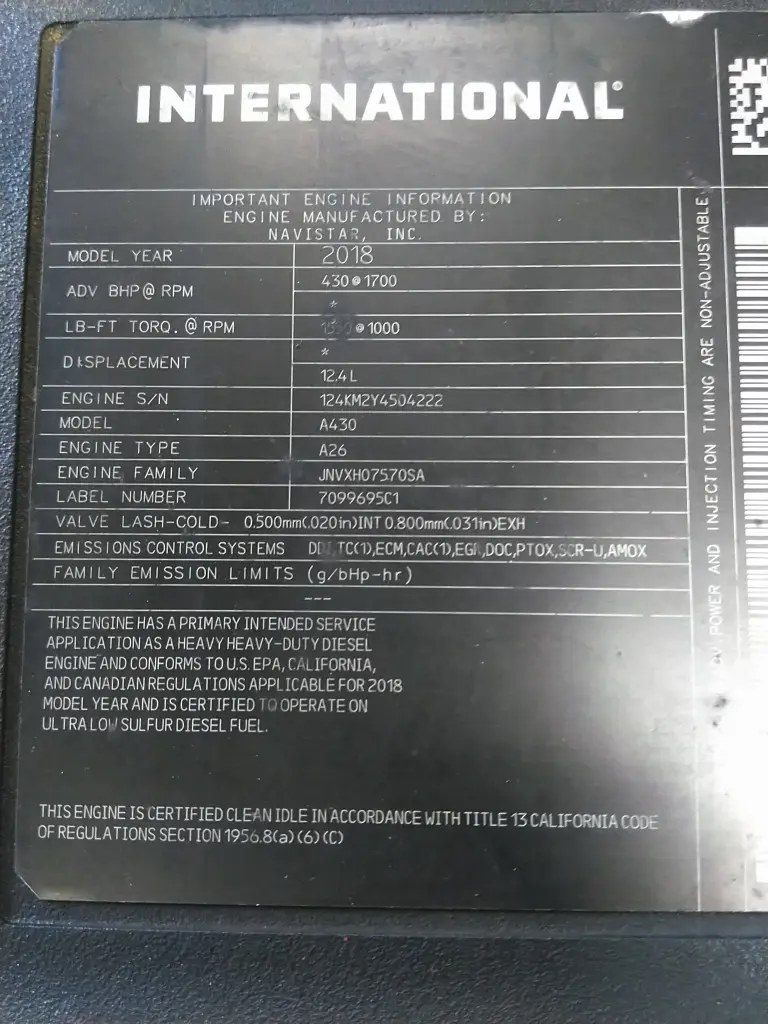 INTERNATIONAL®
IMPORTANT ENGINE INFORMATION
ENGINE MANUFACTURED BY:
NAVISTAR, INC.
MODEL YEAR 2018
ADV BHP@ RPM 430@1700
*
LB-FT TORQ.@ RPM @1000
DISPLACEMENT *
12.4L
ENGINE S/N 124KM2Y4504222
MODEL A430
ENGINE TYPE A26
ENGINE FAMILY JNVXH0757OSA
LABEL NUMBER 7099695C1
VALVE LASH-COLD- 0.500mm(.020in)INT 0.800mm(.031in)EXH
EMISSIONS CONTROL SYSTEMS TC(1),ECM,CAC(1),EGR,DOC,PTOX,SCR-U,AMOX
FAMILY EMISSION LIMITS (g/bHp-hr)
---
THIS ENGINE HAS A PRIMARY INTENDED SERVICE
APPLICATION AS A HEAVY HEAVY-DUTY DIESEL
ENGINE AND CONFORMS TO U.S. EPA, CALIFORNIA,
AND CANADIAN REGULATIONS APPLICABLE FOR 2018
MODEL YEAR AND IS CERTIFIED TO OPERATE ON
ULTRA LOW SULFUR DIESEL FUEL.
THIS ENGINE IS CERTIFIED CLEAN IDLE IN ACCORDANCE WITH TITLE 13 CALIFORNIA CODE
OF REGULATIONS SECTION 1956.8(a)(6)(C)
POWER AND INJECTION TIMING ARE NON-ADJUSTABLE